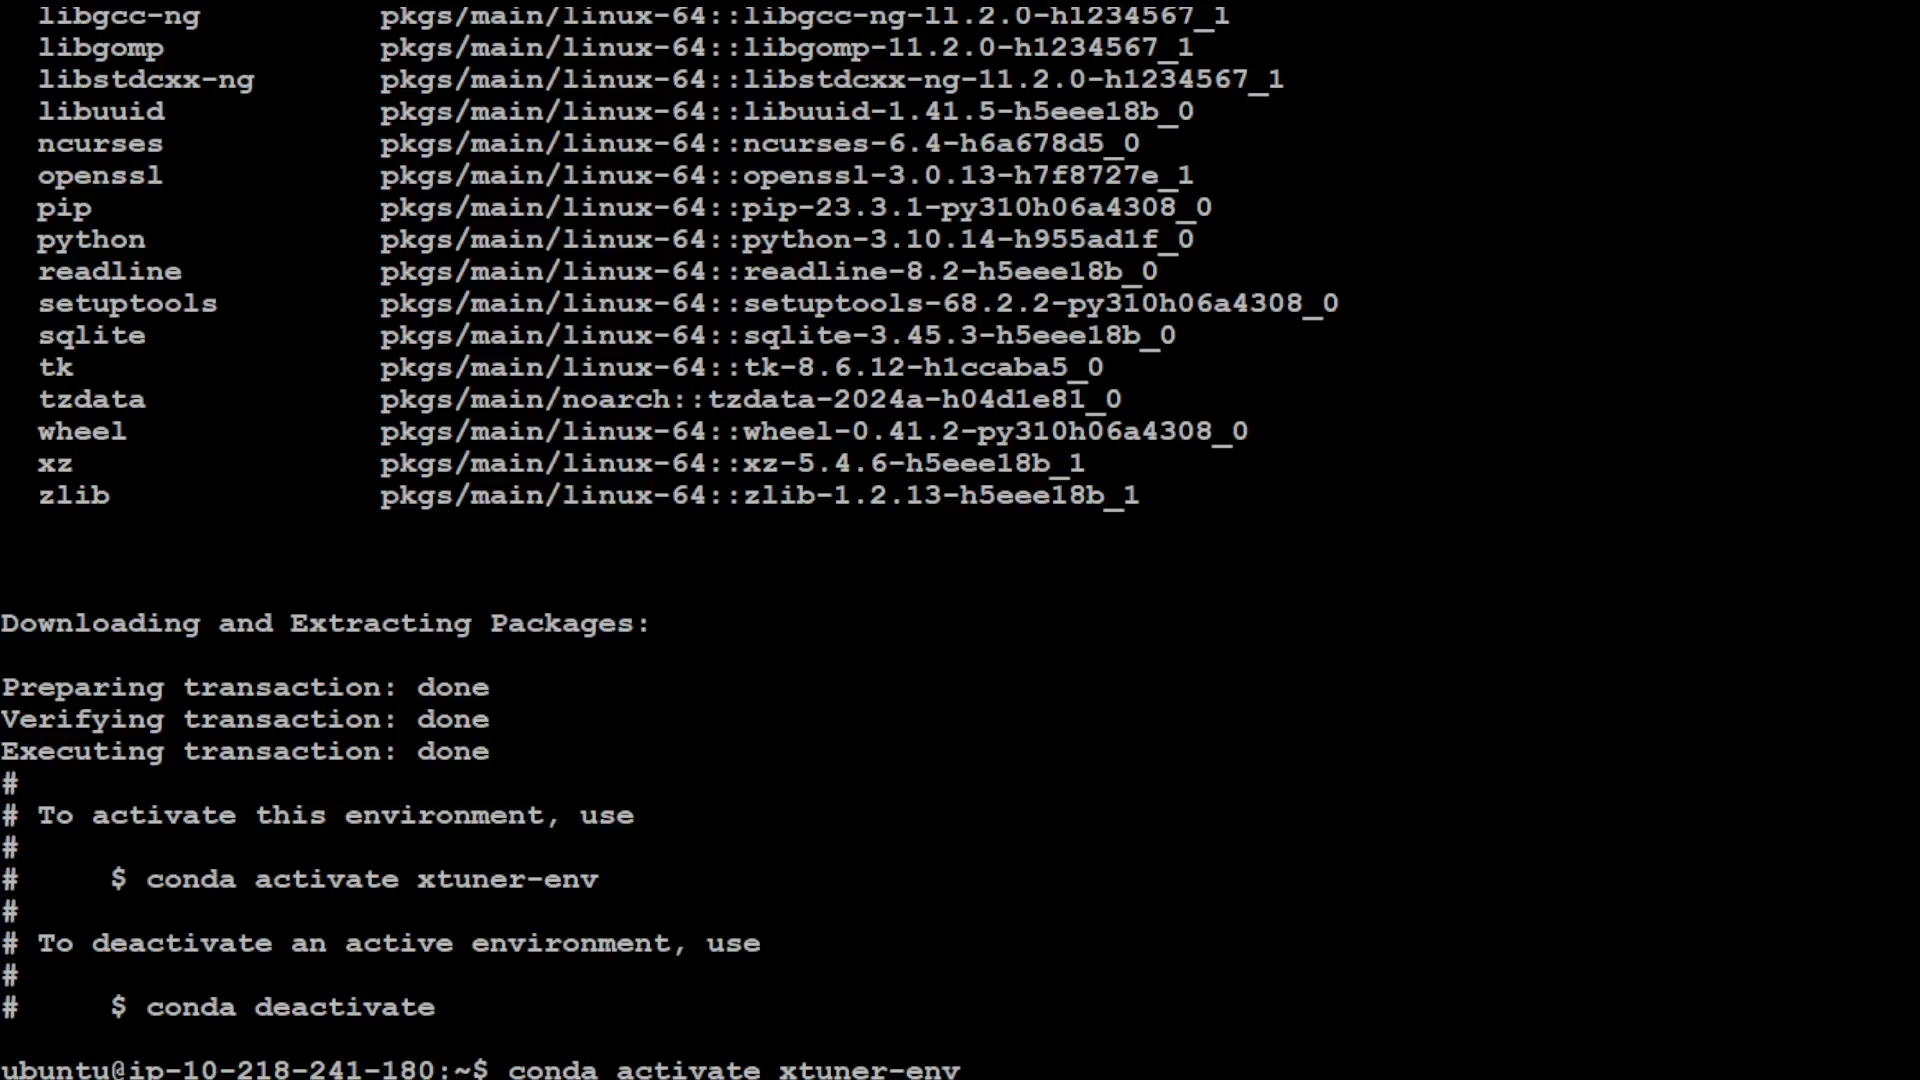 libgcc-ng pkgs/main/linux-64::libgcc-ng-11.2.0-h1234567_1
libgomp pkgs/main/linux-64::libgomp-11.2.0-h1234567_1
libstdcxx-ng pkgs/main/linux-64::libstdcxx-ng-11.2.0-h1234567_1
libuuid pkgs/main/linux-64::libuuid-1.41.5-h5eee18b_0
ncurses pkgs/main/linux-64::ncurses-6.4-h6a678d5_0
openssl pkgs/main/linux-64::openssl-3.0.13-h7f8727e_1
pip pkgs/main/linux-64::pip-23.3.1-py310h06a4308_0
python pkgs/main/linux-64::python-3.10.14-h955ad1f_0
readline pkgs/main/linux-64::readline-8.2-h5eee18b_0
setuptools pkgs/main/linux-64::setuptools-68.2.2-py310h06a4308_0
sqlite pkgs/main/linux-64::sqlite-3.45.3-h5eee18b_0
tk pkgs/main/linux-64::tk-8.6.12-h1ccaba5_0
tzdata pkgs/main/noarch::tzdata-2024a-h04d1e81_0
wheel pkgs/main/linux-64::wheel-0.41.2-py310h06a4308_0
xz pkgs/main/linux-64::xz-5.4.6-h5eee18b_1
zlib pkgs/main/linux-64::zlib-1.2.13-h5eee18b_1
Downloading and Extracting Packages:
Preparing transaction: done
Verifying transaction: done
Executing transaction: done
#
# To activate this environment, use
#
# $ conda activate xtuner-env
#
# To deactivate an active environment, use
#
# $ conda deactivate
ubuntu@ip-10-218-241-180:~$ conda activate xtuner-env